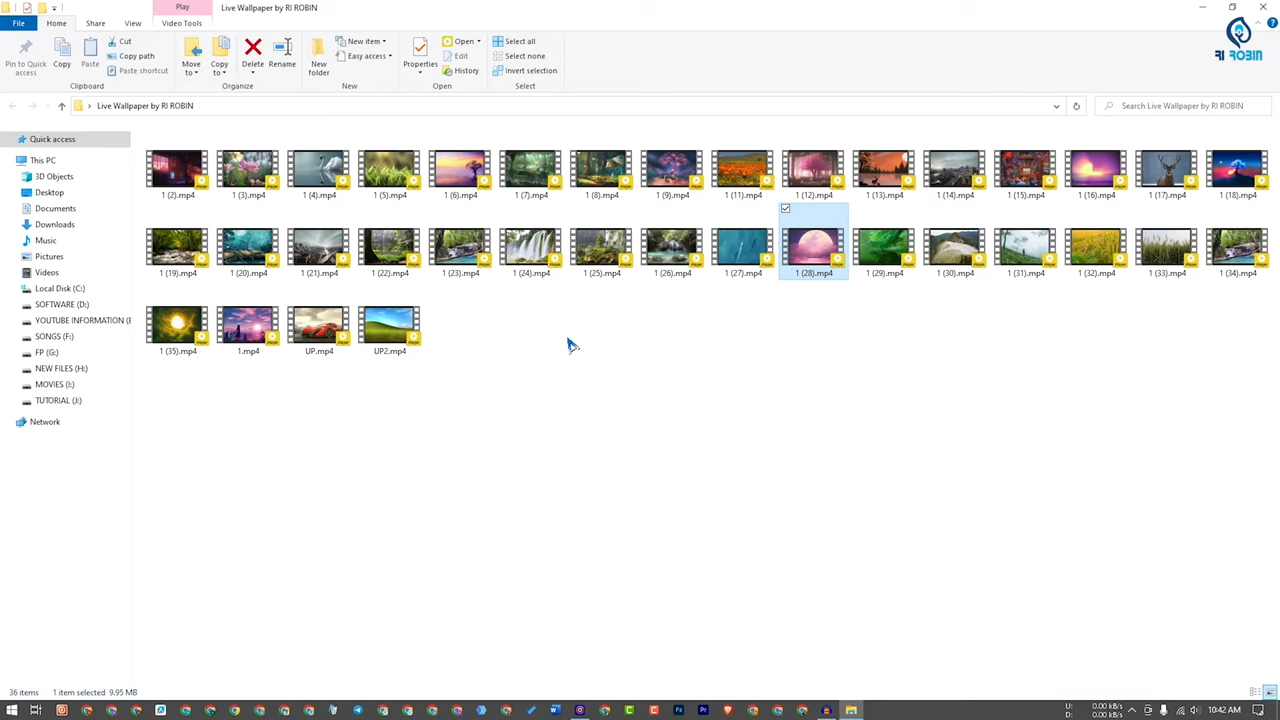 Play
Live Wallpaper by RI ROBIN
File
Home
Share
View
Video Tools
Pin to Quick access
Copy
Paste
Cut
Copy path
Paste shortcut
Clipboard
Move to
Copy to
Delete
Rename
Organize
New folder
New item
Easy access
New
Properties
Open
Edit
History
Open
Select all
Select none
Invert selection
Select
RI ROBIN
Live Wallpaper by RI ROBIN
Search Live Wallpaper by RI ROBIN
Quick access
This PC
3D Objects
Desktop
Documents
Downloads
Music
Pictures
Videos
Local Disk (C:)
SOFTWARE (D:)
YOUTUBE INFORMATION (E
SONGS (F:)
FP (G:)
NEW FILES (H:)
MOVIES (I:)
TUTORIAL (J:)
Network
1 (2).mp4
1 (3).mp4
1 (4).mp4
1 (5).mp4
1 (6).mp4
1 (7).mp4
1 (8).mp4
1 (9).mp4
1 (11).mp4
1 (12).mp4
1 (13).mp4
1 (14).mp4
1 (15).mp4
1 (16).mp4
1 (17).mp4
1 (18).mp4
1 (19).mp4
1 (20).mp4
1 (21).mp4
1 (22).mp4
1 (23).mp4
1 (24).mp4
1 (25).mp4
1 (26).mp4
1 (27).mp4
1 (28).mp4
1 (29).mp4
1 (30).mp4
1 (31).mp4
1 (32).mp4
1 (33).mp4
1 (34).mp4
1 (35).mp4
1.mp4
UP.mp4
UP2.mp4
36 items
1 item selected 9.95 MB
U: 0.00 kB/s
D: 0.00 kB/s
10:42 AM